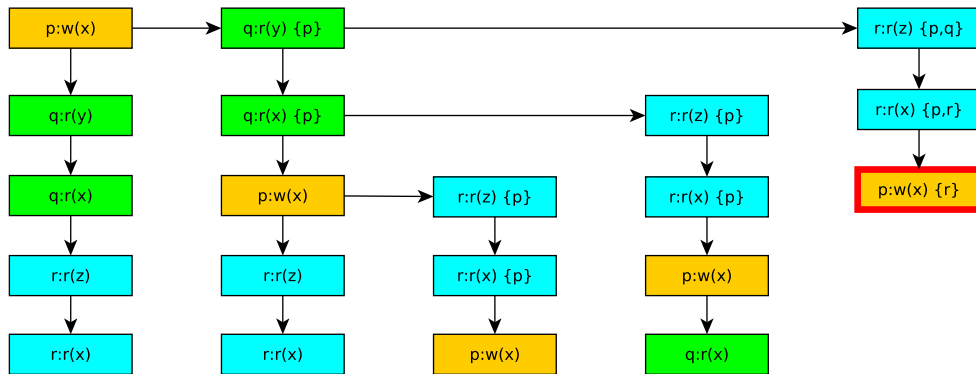 p:w(x)
q:r(y) {p}
r:r(z) {p,q}
q:r(y)
q:r(x) {p}
r:r(z) {p}
r:r(x) {p,r}
q:r(x)
p:w(x)
r:r(z) {p}
r:r(x) {p}
p:w(x) {r}
r:r(z)
r:r(z)
r:r(x) {p}
p:w(x)
r:r(x)
r:r(x)
p:w(x)
q:r(x)